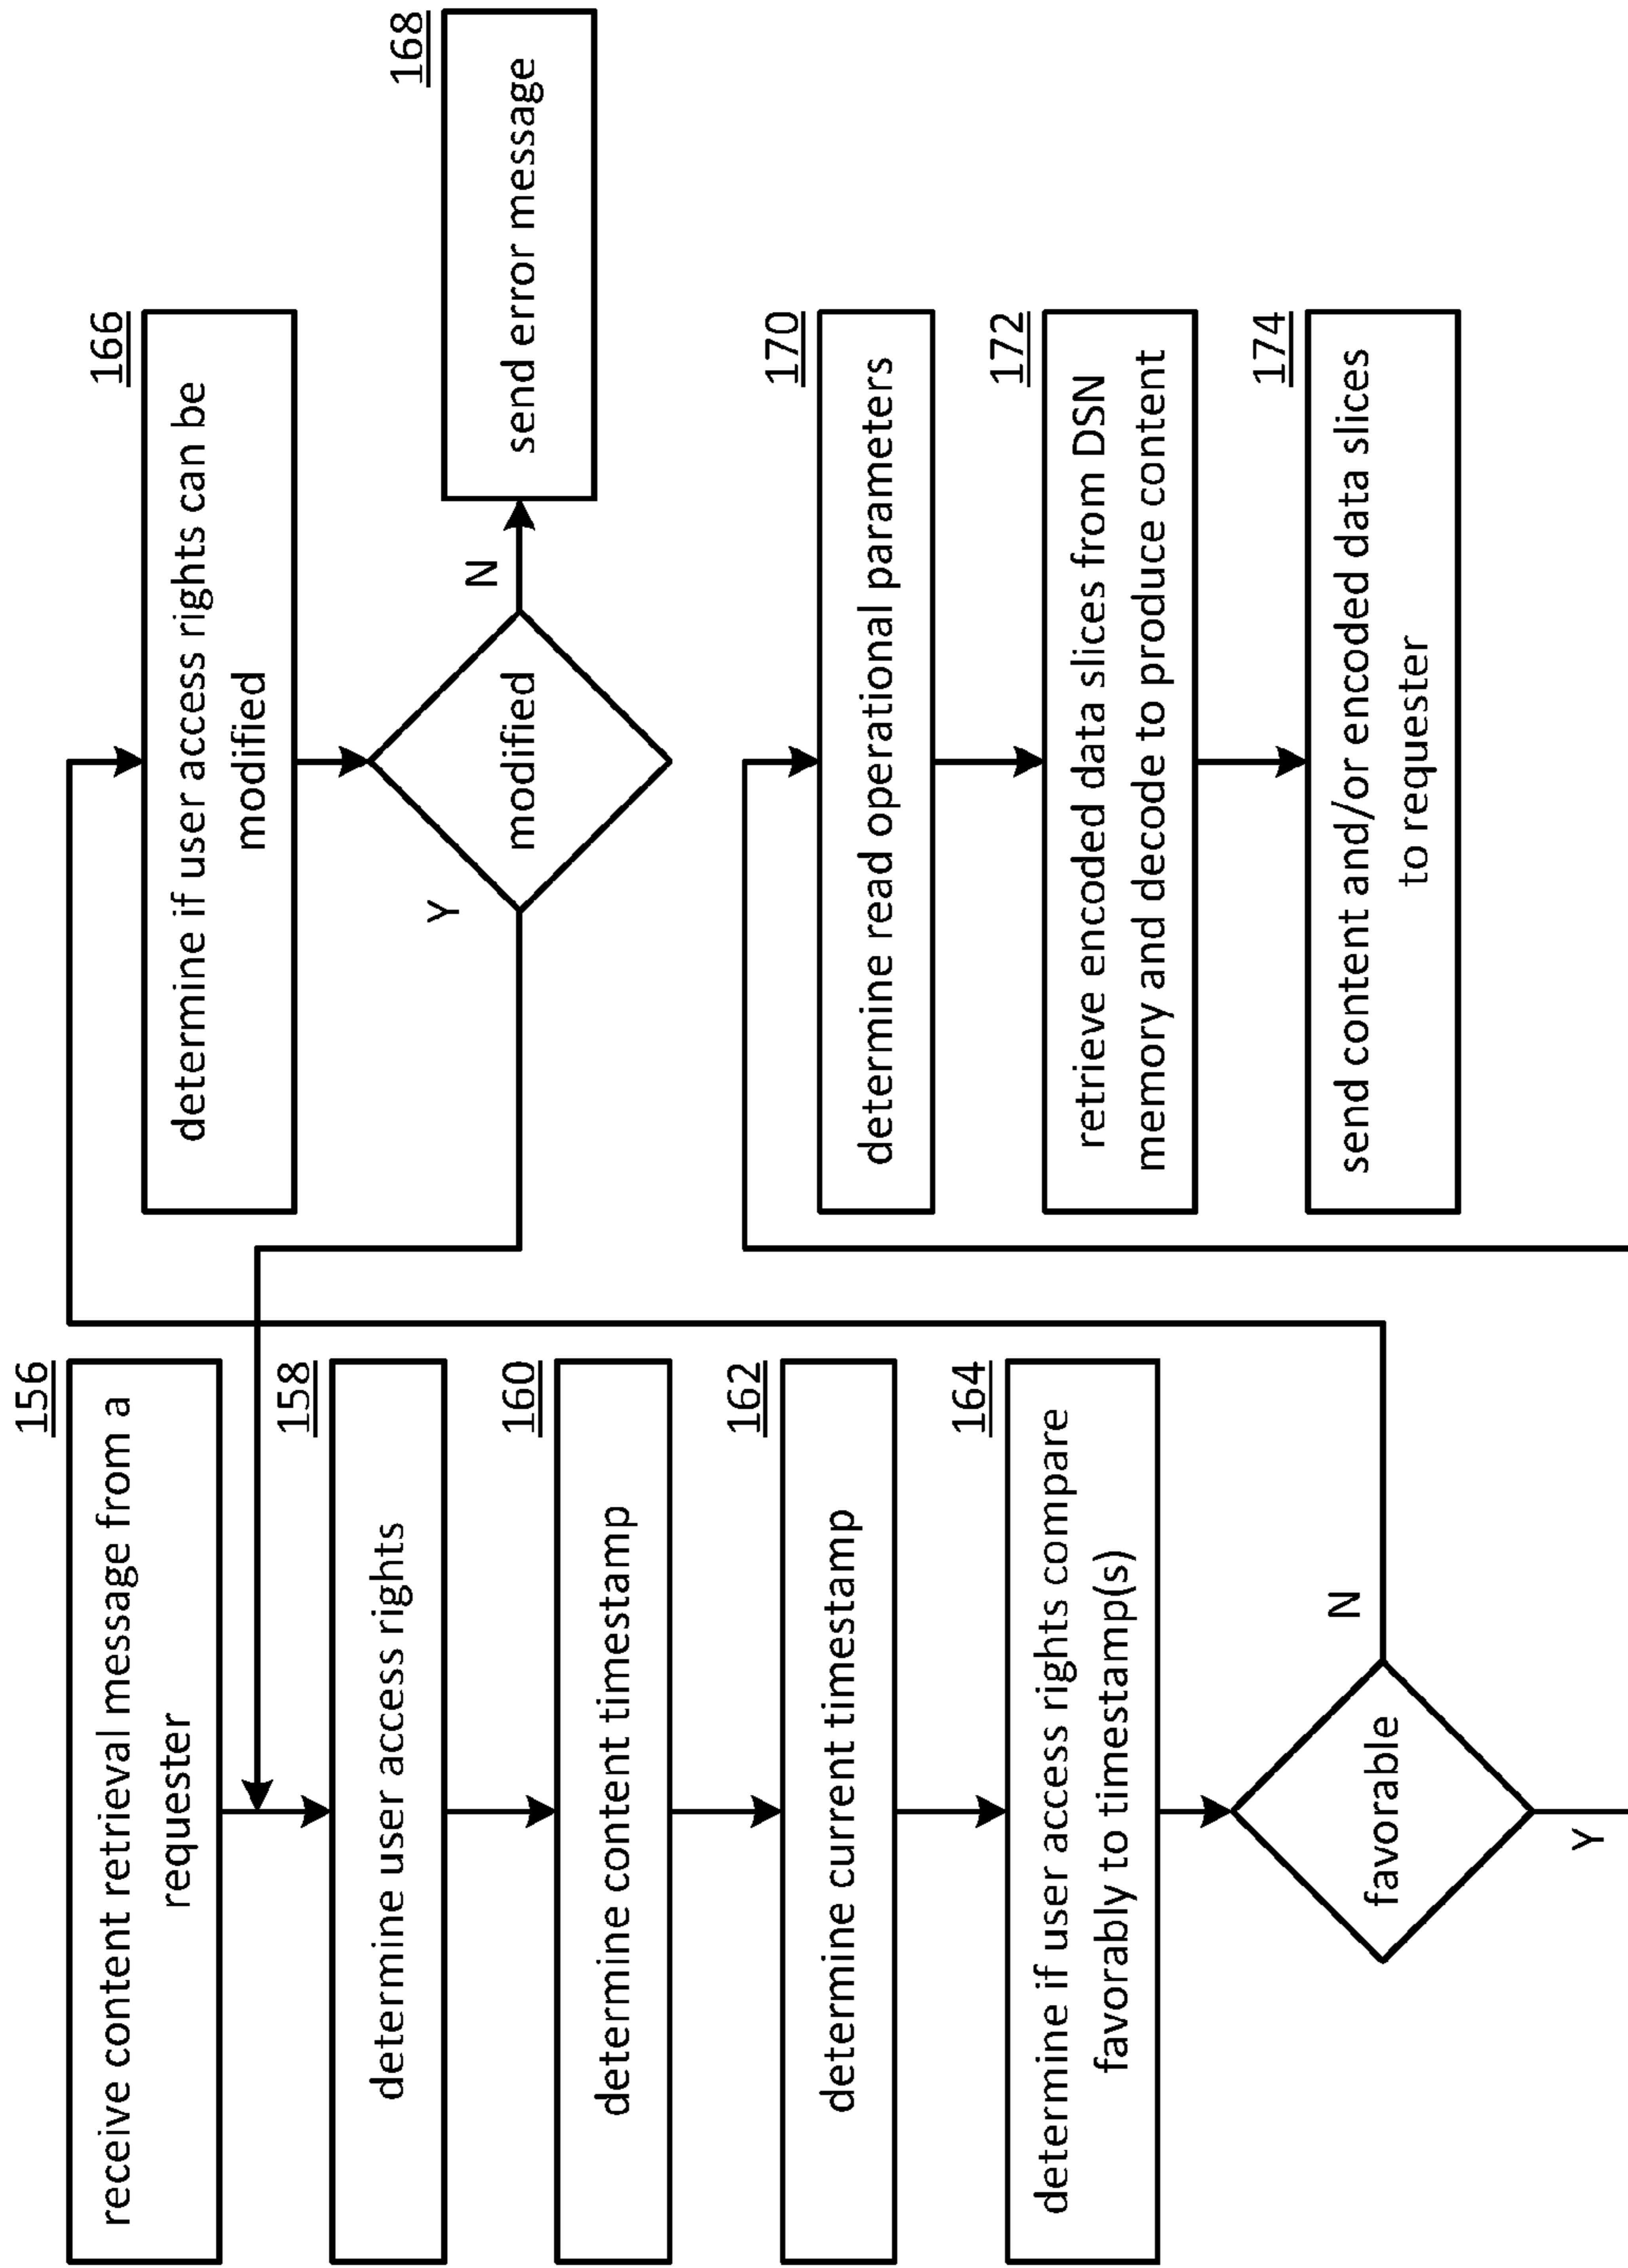 156
receive content retrieval message from a
requester
158
determine user access rights
160
determine content timestamp
162
determine current timestamp
164
determine if user access rights compare
favorably to timestamp(s)
favorable
N
Y
166
determine if user access rights can be
modified
modified
Y
N
168
send error message
170
determine read operational parameters
172
retrieve encoded data slices from DSN
memory and decode to produce content
174
send content and/or encoded data slices
to requester